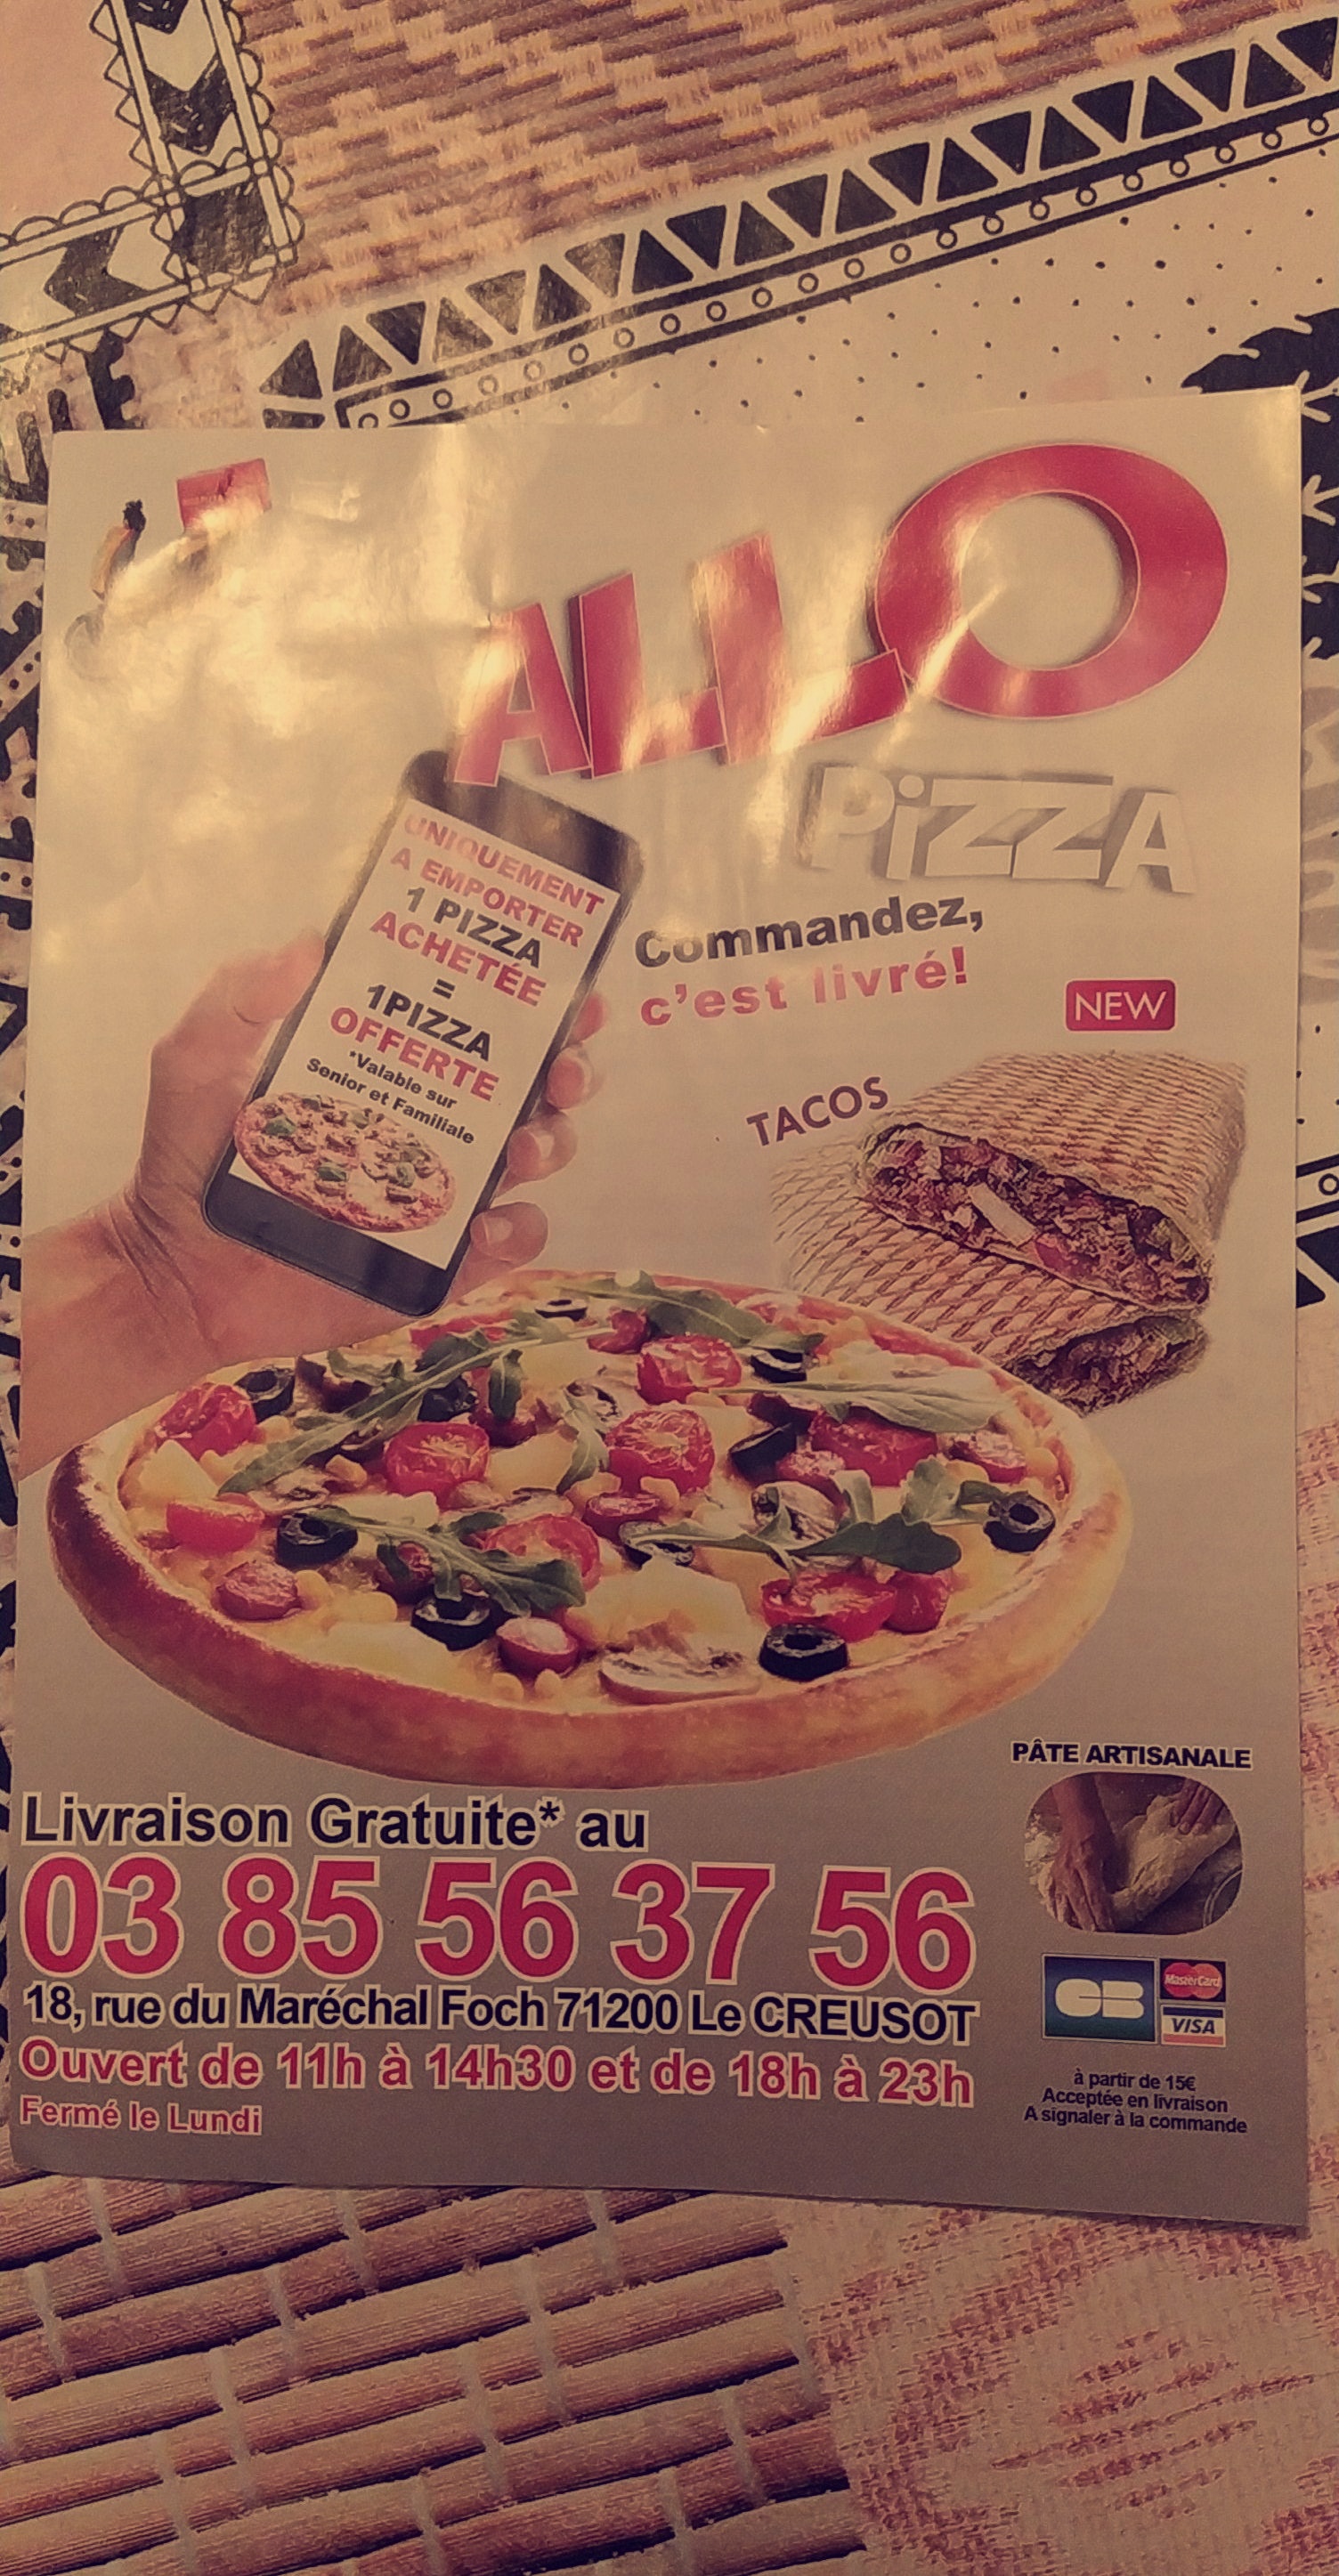 ALLO
PiZZA
UNIQUEMENT
A EMPORTER
1 PIZZA
ACHETÉE
=
1PIZZA
OFFERTE
*Valable sur
Senior et Familiale
Commandez,
c'est livré!
NEW
TACOS
PÂTE ARTISANALE
Livraison Gratuite* au
03 85 56 37 56
18, rue du Maréchal Foch 71200 Le CREUSOT
Ouvert de 11h à 14h30 et de 18h à 23h
Fermé le Lundi
CB
MasterCard
VISA
à partir de 15€
Acceptée en livraison
A signaler à la commande